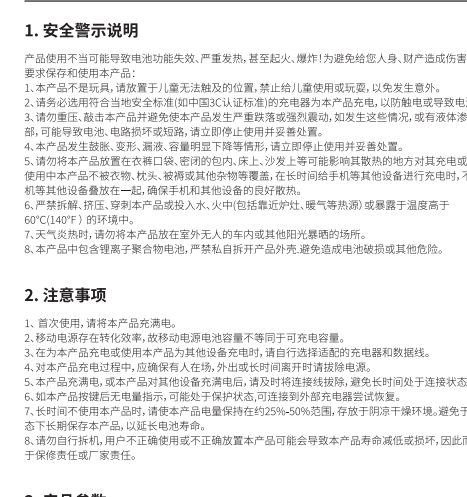 1. 安全警示说明
产品使用不当可能导致电池功能失效、严重发热,甚至起火、爆炸!为避免给您人身、财产造成伤害
要求保存和使用本产品:
1、本产品不是玩具,请放置于儿童无法触及的位置,禁止给儿童使用或玩耍,以免发生意外。
2、请务必选用符合当地安全标准(如中国3C认证标准)的充电器为本产品充电,以防触电或导致电
3、请勿重压、敲击本产品并避免使本产品发生严重跌落或强烈震动,如发生这些情况,或有液体渗
部,可能导致电池、电路损坏或短路,请立即停止使用并妥善处置。
4、本产品发生鼓胀、变形、漏液、容量明显下降等情形,请立即停止使用并妥善处置。
5、请勿将本产品放置在衣裤口袋、密闭的包内、床上、沙发上等可能影响其散热的地方对其充电或
使用中本产品不被衣物、枕头、被褥或其他杂物等覆盖,在长时间给手机等其他设备进行充电时,不
机等其他设备叠放在一起,确保手机和其他设备的良好散热。
6、严禁拆解、挤压、穿刺本产品或投入水、火中(包括靠近炉灶、暖气等热源)或暴露于温度高于
60°C(140°F ) 的环境中。
7、天气炎热时,请勿将本产品放在室外无人的车内或其他阳光暴晒的场所。
8、本产品中包含锂离子聚合物电池,严禁私自拆开产品外壳.避免造成电池破损或其他危险。
2. 注意事项
1、首次使用,请将本产品充满电。
2、移动电源存在转化效率,故移动电源电池容量不等同于可充电容量。
3、在为本产品充电或使用本产品为其他设备充电时,请自行选择适配的充电器和数据线。
4、对本产品充电过程中,应确保有人在场,外出或长时间离开时请拔除电源。
5、本产品充满电,或本产品对其他设备充满电后,请及时将连接线拔除,避免长时间处于连接状态
6、如本产品按键后无电量指示,可能处于保护状态,可连接到外部充电器尝试恢复。
7、长时间不使用本产品时,请使本产品电量保持在约25%-50%范围,存放于阴凉干燥环境。避免于
态下长期保存本产品,以延长电池寿命。
8、请勿自行拆机,用户不正确使用或不正确放置本产品可能会导致本产品寿命减低或损坏,因此而
于保修责任或厂家责任。